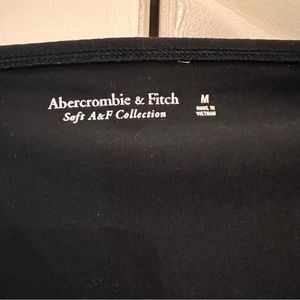 Abercrombie & Fitch
Soft A&F Collection
M
MADE IN
VIETNAM